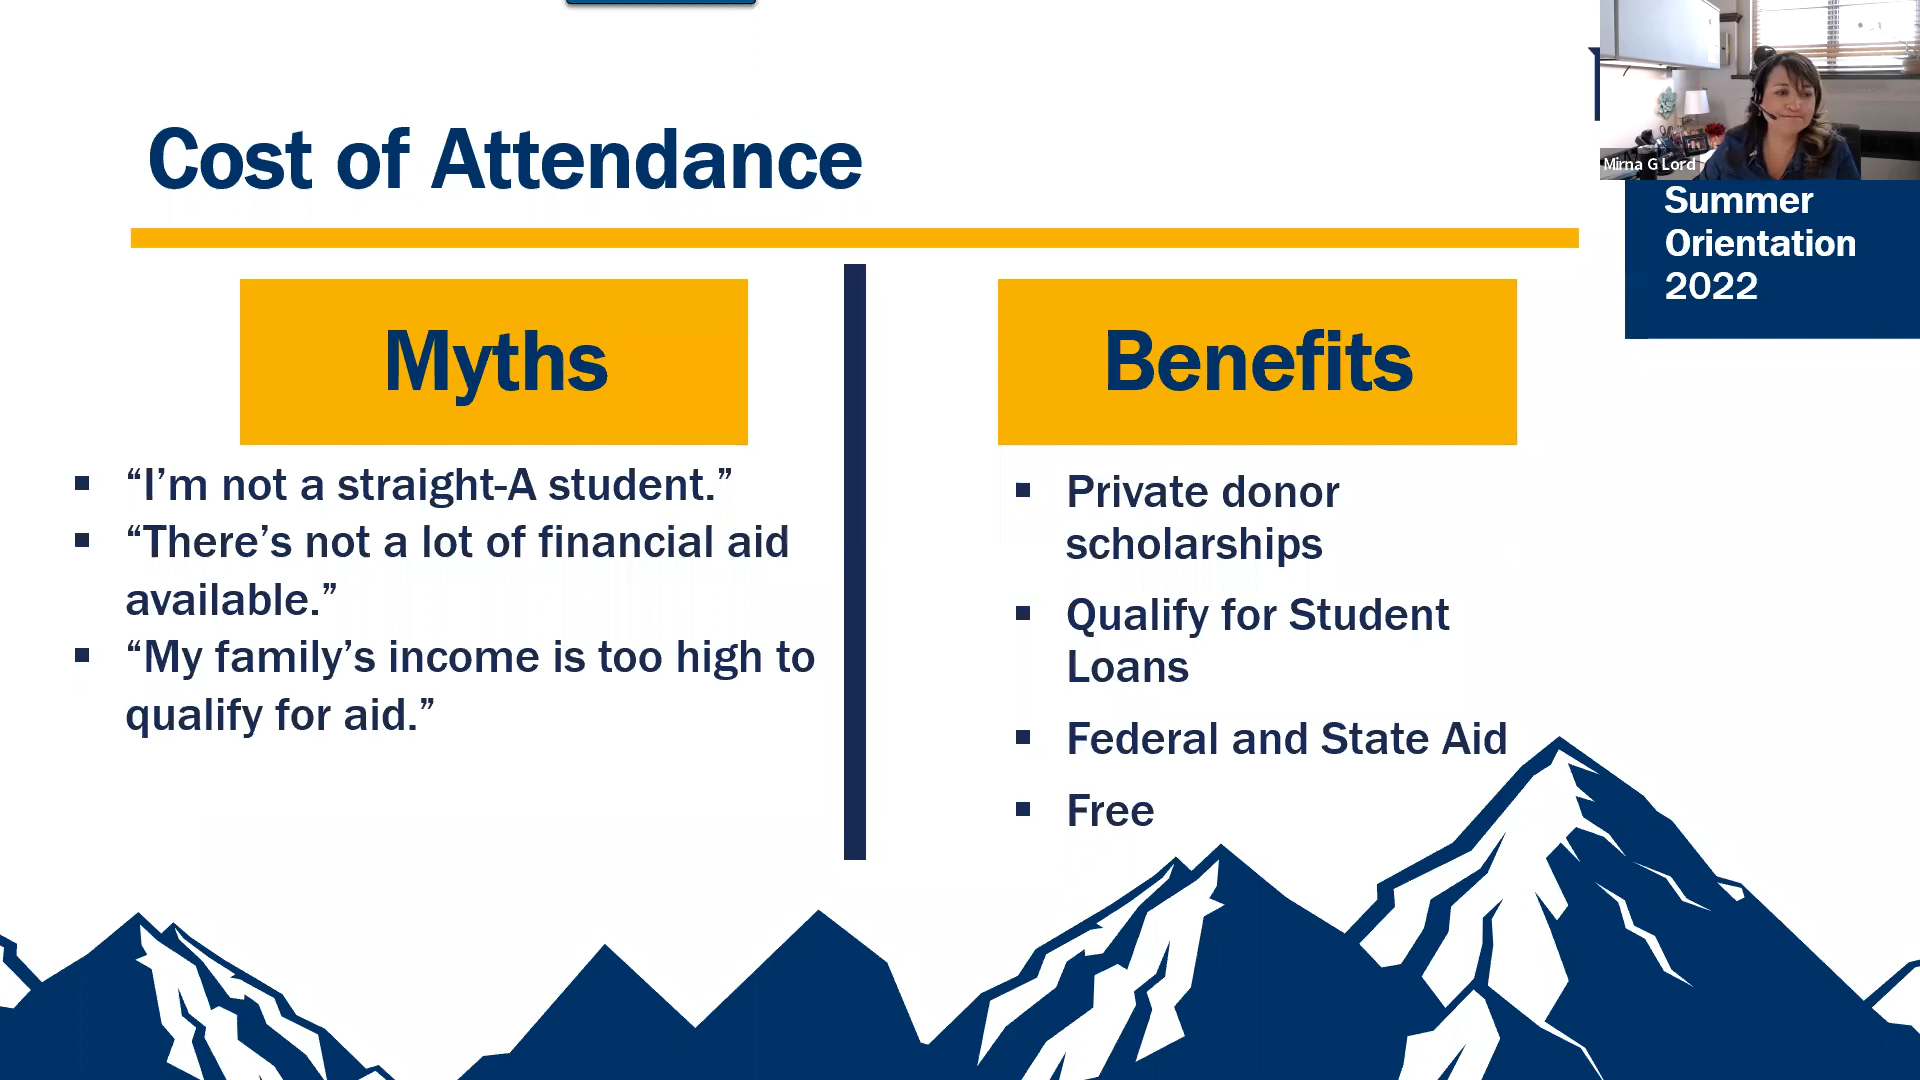 Cost of Attendance
Mirna G Lord
Summer
Orientation
2022
Myths
▪ “I’m not a straight-A student.”
▪ “There’s not a lot of financial aid
available.”
▪ “My family’s income is too high to
qualify for aid.”
Benefits
▪ Private donor
scholarships
▪ Qualify for Student
Loans
▪ Federal and State Aid
▪ Free